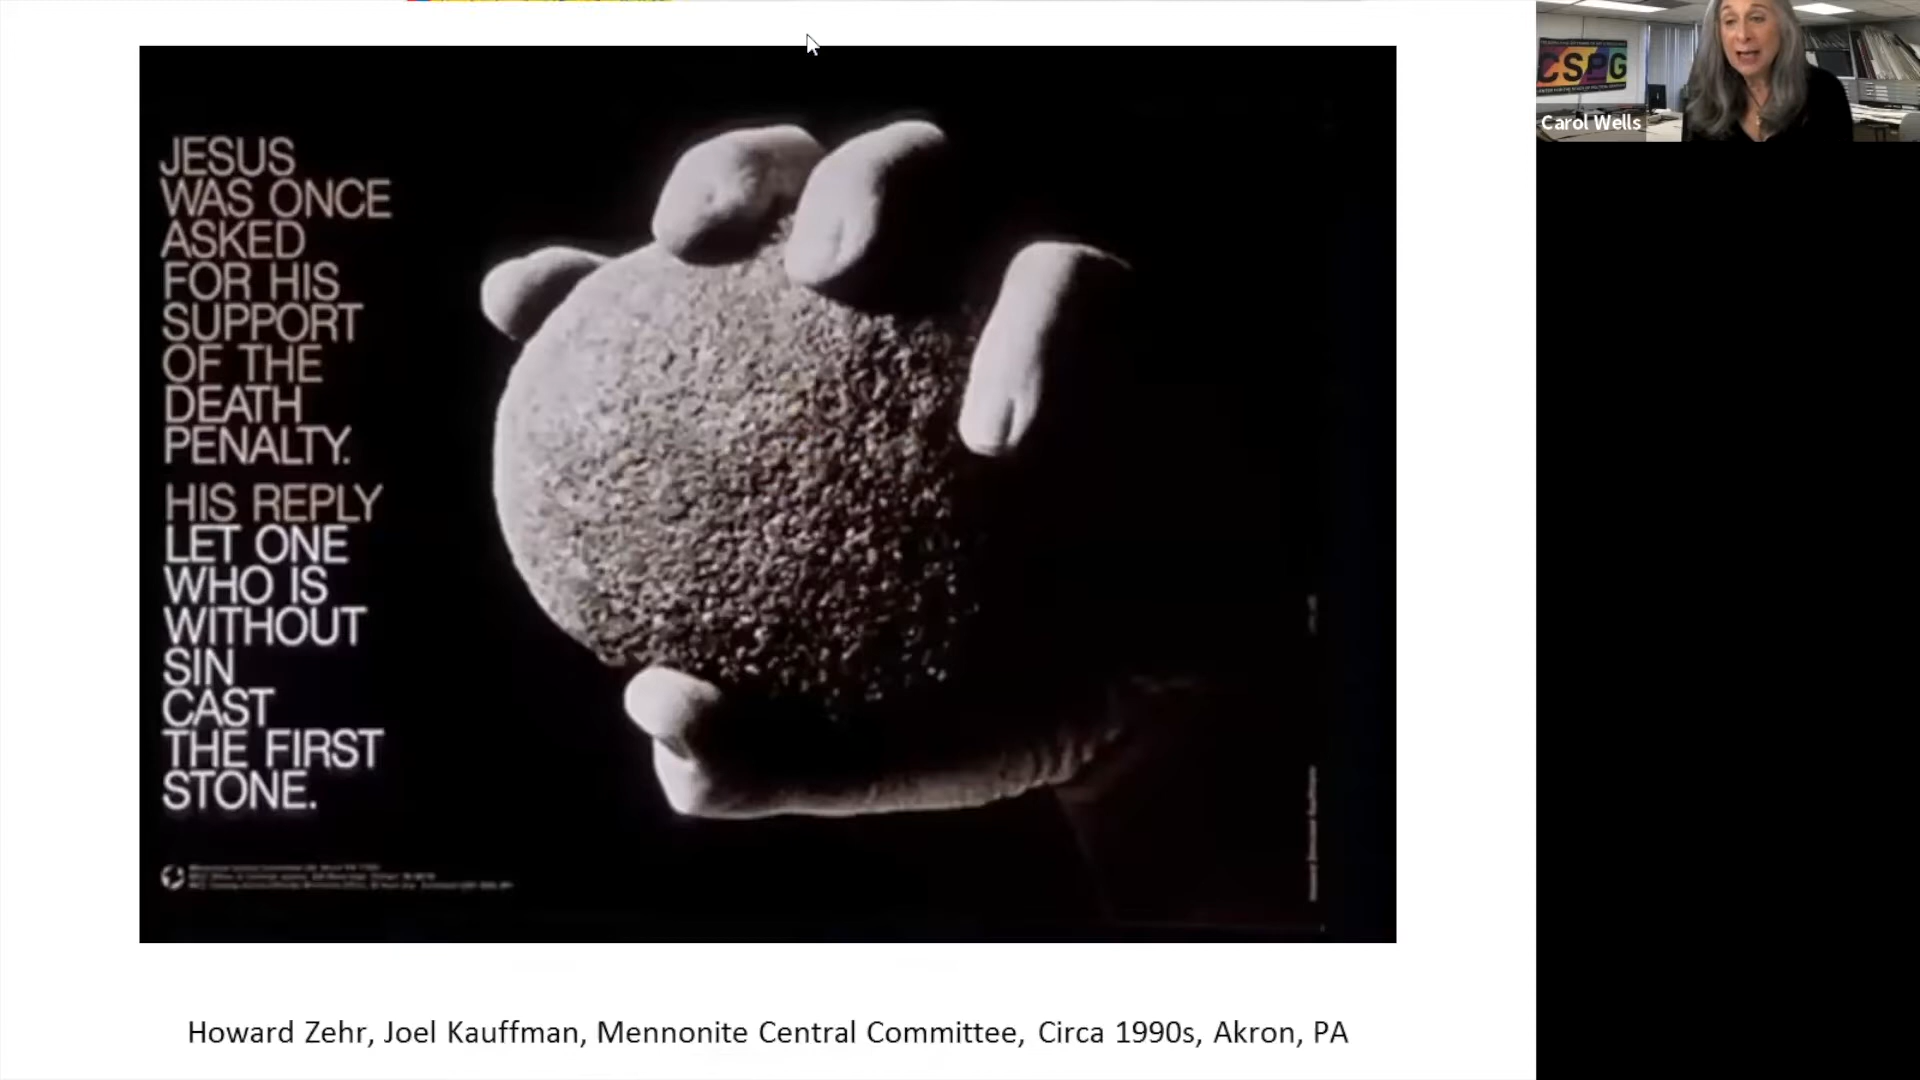 JESUS
WAS ONCE
ASKED
FOR HIS
SUPPORT
OF THE
DEATH
PENALTY.
HIS REPLY
LET ONE
WHO IS
WITHOUT
SIN
CAST
THE FIRST
STONE.
Howard Zehr, Joel Kauffman, Mennonite Central Committee, Circa 1990s, Akron, PA
CSPG
Carol Wells